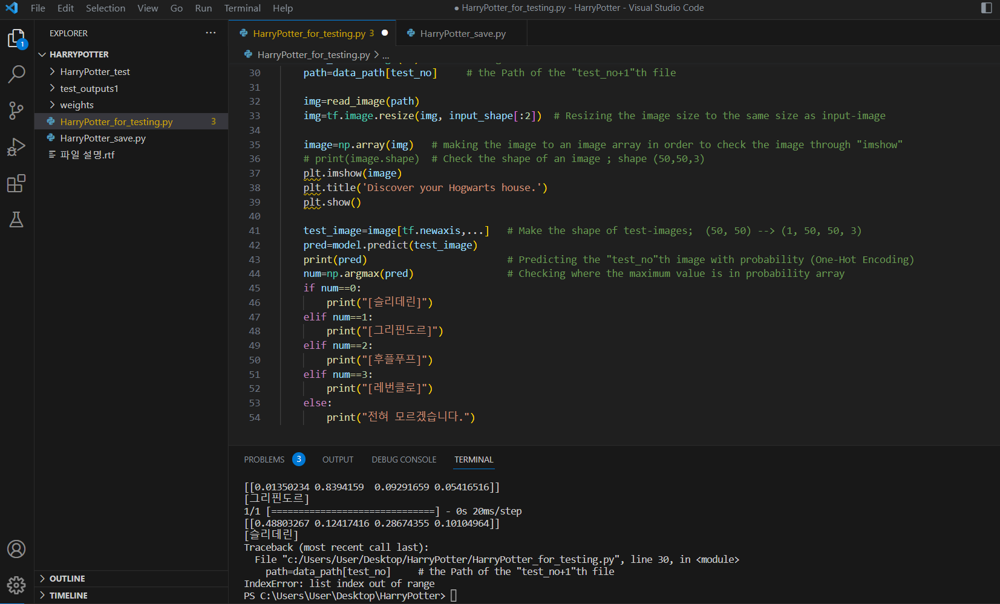 File Edit Selection View Go Run Terminal Help
● HarryPotter_for_testing.py - HarryPotter - Visual Studio Code
1
EXPLORER ...
HARRYPOTTER
HarryPotter_test
test_outputs1
weights
HarryPotter_for_testing.py 3
HarryPotter_save.py
파일 설명.rtf
OUTLINE
TIMELINE
HarryPotter_for_testing.py 3 ●
HarryPotter_save.py
HarryPotter_for_testing.py > ...
30 path=data_path[test_no] # the Path of the "test_no+1"th file
31
32 img=read_image(path)
33 img=tf.image.resize(img, input_shape[:2]) # Resizing the image size to the same size as input-image
34
35 image=np.array(img) # making the image to an image array in order to check the image through "imshow"
36 # print(image.shape) # Check the shape of an image ; shape (50,50,3)
37 plt.imshow(image)
38 plt.title('Discover your Hogwarts house.')
39 plt.show()
40
41 test_image=image[tf.newaxis,...] # Make the shape of test-images; (50, 50) --> (1, 50, 50, 3)
42 pred=model.predict(test_image)
43 print(pred) # Predicting the "test_no"th image with probability (One-Hot Encoding)
44 num=np.argmax(pred) # Checking where the maximum value is in probability array
45 if num==0:
46 print("[슬리데린]")
47 elif num==1:
48 print("[그리핀도르]")
49 elif num==2:
50 print("[후플푸프]")
51 elif num==3:
52 print("[레번클로]")
53 else:
54 print("전혀 모르겠습니다.")
PROBLEMS 3 OUTPUT DEBUG CONSOLE TERMINAL
[[0.01350234 0.8394159 0.09291659 0.05416516]]
[그리핀도르]
1/1 [==============================] - 0s 20ms/step
[[0.48803267 0.12417416 0.28674355 0.10104964]]
[슬리데린]
Traceback (most recent call last):
File "c:/Users/User/Desktop/HarryPotter/HarryPotter_for_testing.py", line 30, in <module>
path=data_path[test_no] # the Path of the "test_no+1"th file
IndexError: list index out of range
PS C:\Users\User\Desktop\HarryPotter>